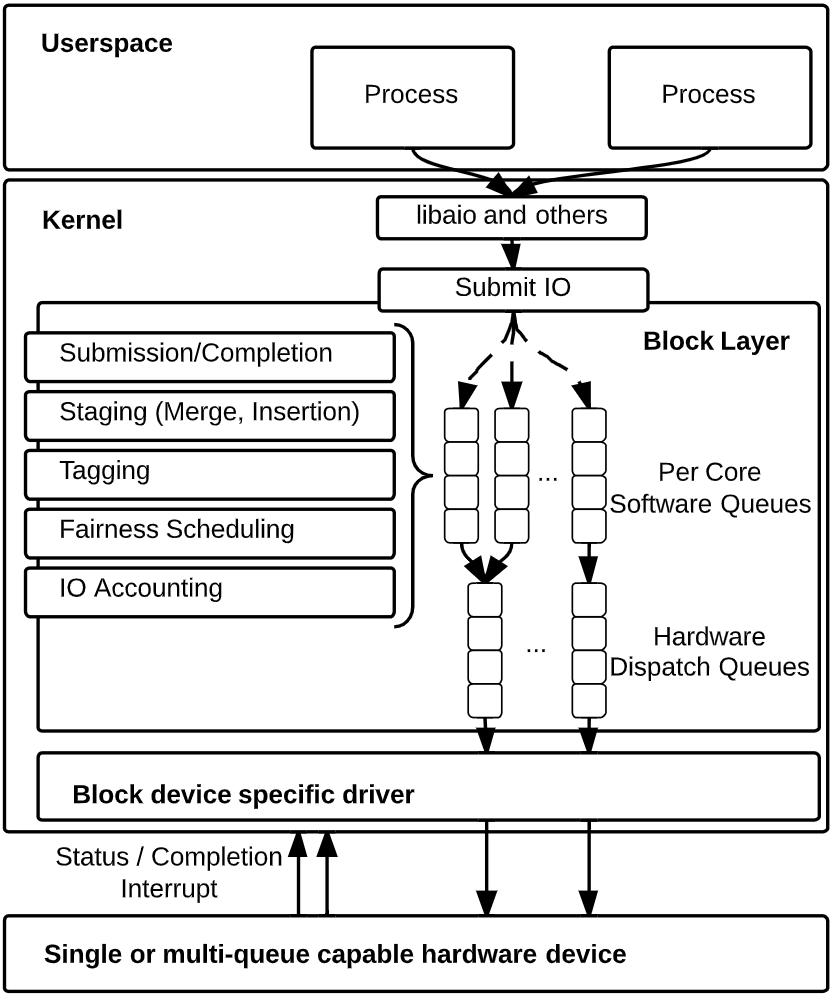 Userspace
Process
Process
Kernel
libaio and others
Submit IO
Block Layer
Submission/Completion
Staging (Merge, Insertion)
Tagging
Fairness Scheduling
IO Accounting
...
Per Core
Software Queues
...
Hardware
Dispatch Queues
Block device specific driver
Status / Completion
Interrupt
Single or multi-queue capable hardware device